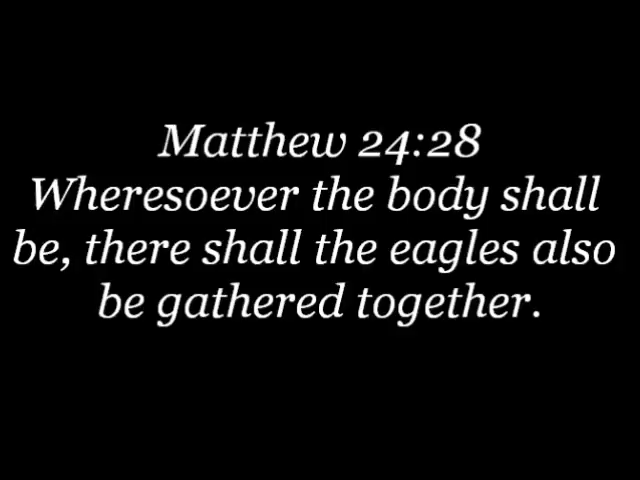 Matthew 24:28
Wheresoever the body shall
be, there shall the eagles also
be gathered together.